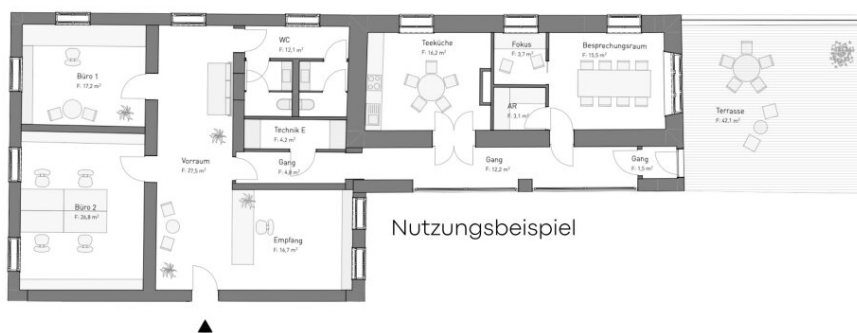 WC
F: 12,1 m²
Teeküche
F: 16,2 m²
Fokus
F: 3,7 m²
Besprechungsraum
F: 15,5 m²
Büro 1
F: 17,2 m²
AR
F: 3,1 m²
Terrasse
F: 42,1 m²
Technik E
F: 4,2 m²
Vorraum
F: 27,5 m²
Gang
F: 4,8 m²
Gang
F: 12,2 m²
Gang
F: 1,5 m²
Büro 2
F: 26,8 m²
Empfang
F: 16,7 m²
Nutzungsbeispiel